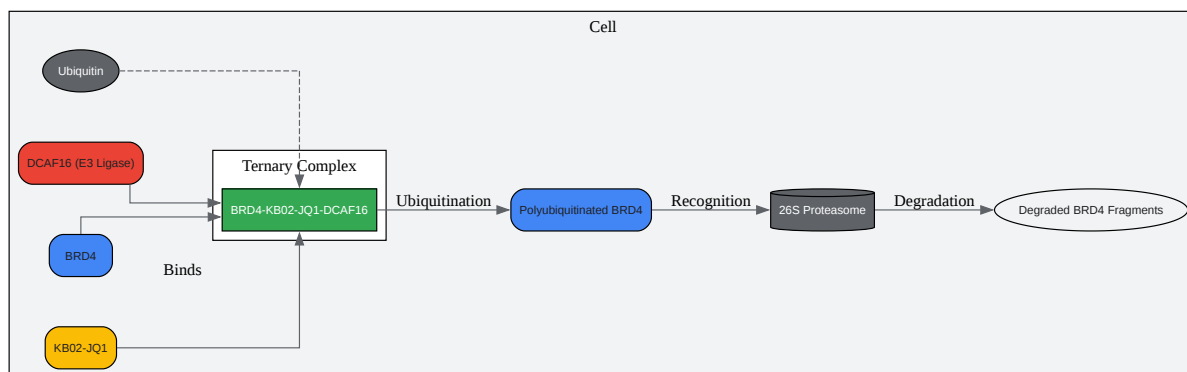 Cell
Ubiquitin
DCAF16 (E3 Ligase)
Ternary Complex
BRD4-KB02-JQ1-DCAF16
Ubiquitination
Polyubiquitinated BRD4
Recognition
26S Proteasome
Degradation
Degraded BRD4 Fragments
BRD4
Binds
KB02-JQ1